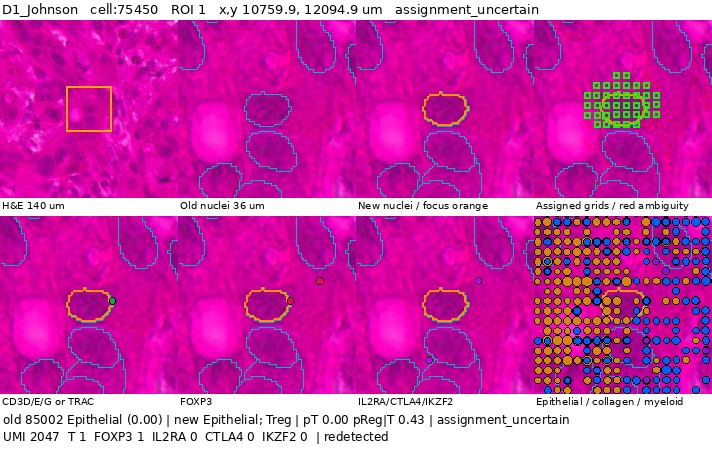 D1_Johnson cell:75450 ROI 1 x,y 10759.9, 12094.9 um assignment_uncertain
H&E 140 um
Old nuclei 36 um
New nuclei / focus orange
Assigned grids / red ambiguity
CD3D/E/G or TRAC
FOXP3
IL2RA/CTLA4/IKZF2
Epithelial / collagen / myeloid
old 85002 Epithelial (0.00) | new Epithelial; Treg | pT 0.00 pReg|T 0.43 | assignment_uncertain
UMI 2047 T 1 FOXP3 1 IL2RA 0 CTLA4 0 IKZF2 0 | redetected